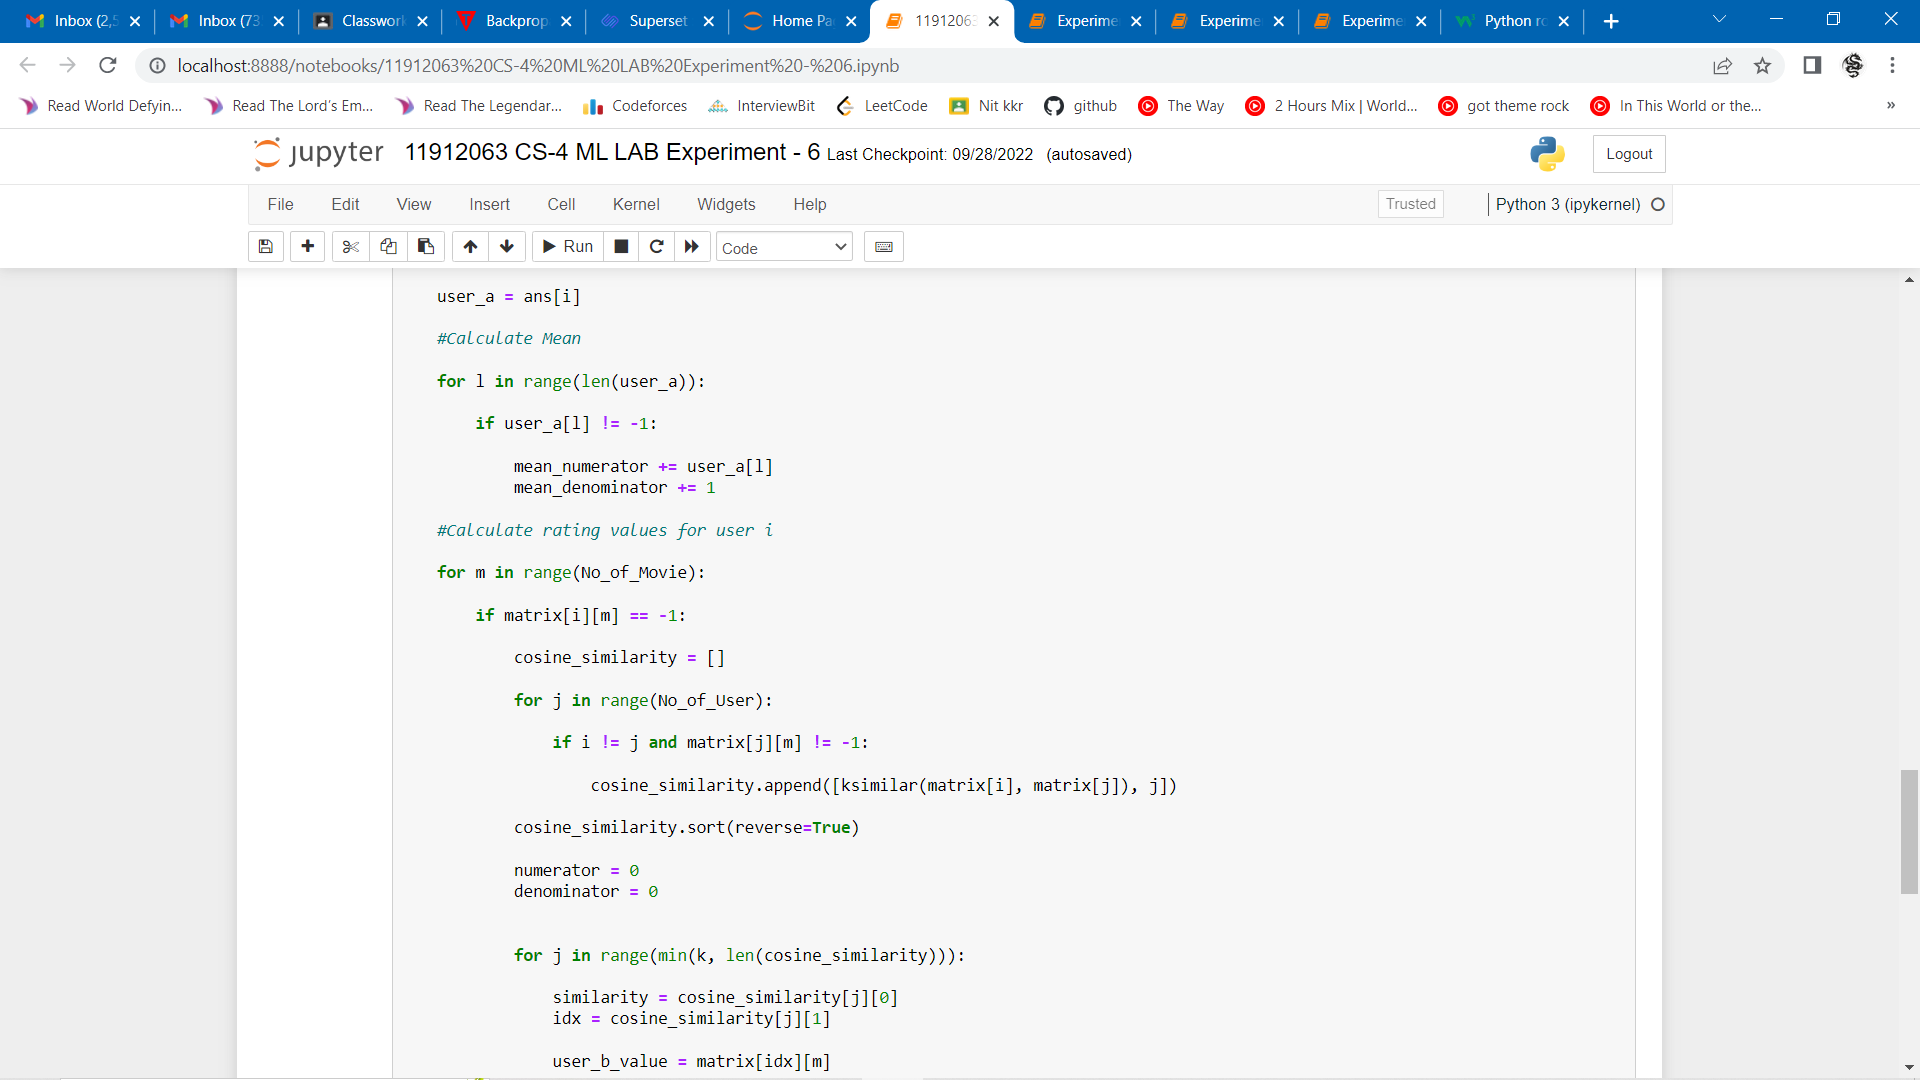 Inbox (2,5
Inbox (73
Classwor
Backprop
Superset
Home Pa
11912063
Experime
Experime
Experime
Python ro
localhost:8888/notebooks/11912063%20CS-4%20ML%20LAB%20Experiment%20-%206.ipynb
Read World Defyin...
Read The Lord's Em...
Read The Legendar...
Codeforces
InterviewBit
LeetCode
Nit kkr
github
The Way
2 Hours Mix | World...
got theme rock
In This World or the...
»
jupyter 11912063 CS-4 ML LAB Experiment - 6 Last Checkpoint: 09/28/2022 (autosaved)
Logout
File Edit View Insert Cell Kernel Widgets Help
Trusted
Python 3 (ipykernel)
Run
Code
user_a = ans[i]
#Calculate Mean
for l in range(len(user_a)):
if user_a[l] != -1:
mean_numerator += user_a[l]
mean_denominator += 1
#Calculate rating values for user i
for m in range(No_of_Movie):
if matrix[i][m] == -1:
cosine_similarity = []
for j in range(No_of_User):
if i != j and matrix[j][m] != -1:
cosine_similarity.append([ksimilar(matrix[i], matrix[j]), j])
cosine_similarity.sort(reverse=True)
numerator = 0
denominator = 0
for j in range(min(k, len(cosine_similarity))):
similarity = cosine_similarity[j][0]
idx = cosine_similarity[j][1]
user_b_value = matrix[idx][m]